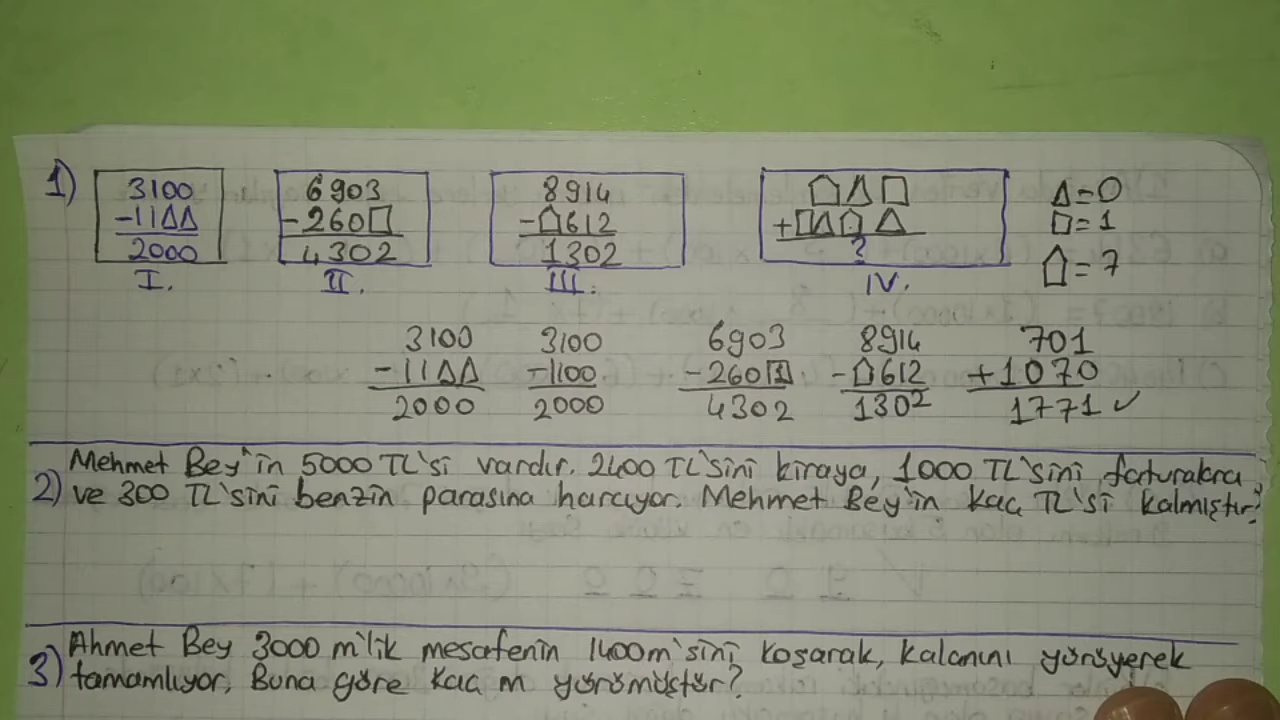 1)
3100 6903 8914 ⌂△□ △=0
-11△△ -260□ -⌂612 +□△⌂△ □=1
2000 4302 1302 ? ⌂=7
I. II. III. IV.
3100 3100 6903 8914 701
-11△△ -1100 -2601 -⌂612 +1070
2000 2000 4302 1302 1771 ✓
Mehmet Bey'in 5000 TL'si vardır. 2400 TL'sini kiraya, 1000 TL'sini faturalara
2) ve 300 TL'sini benzin parasına harcıyor. Mehmet Bey'in kaç TL'si kalmıştır?
Ahmet Bey 3000 m'lik mesafenin 1400m'sini koşarak, kalanını yürüyerek
3) tamamlıyor. Buna göre kaç m yürümüştür?